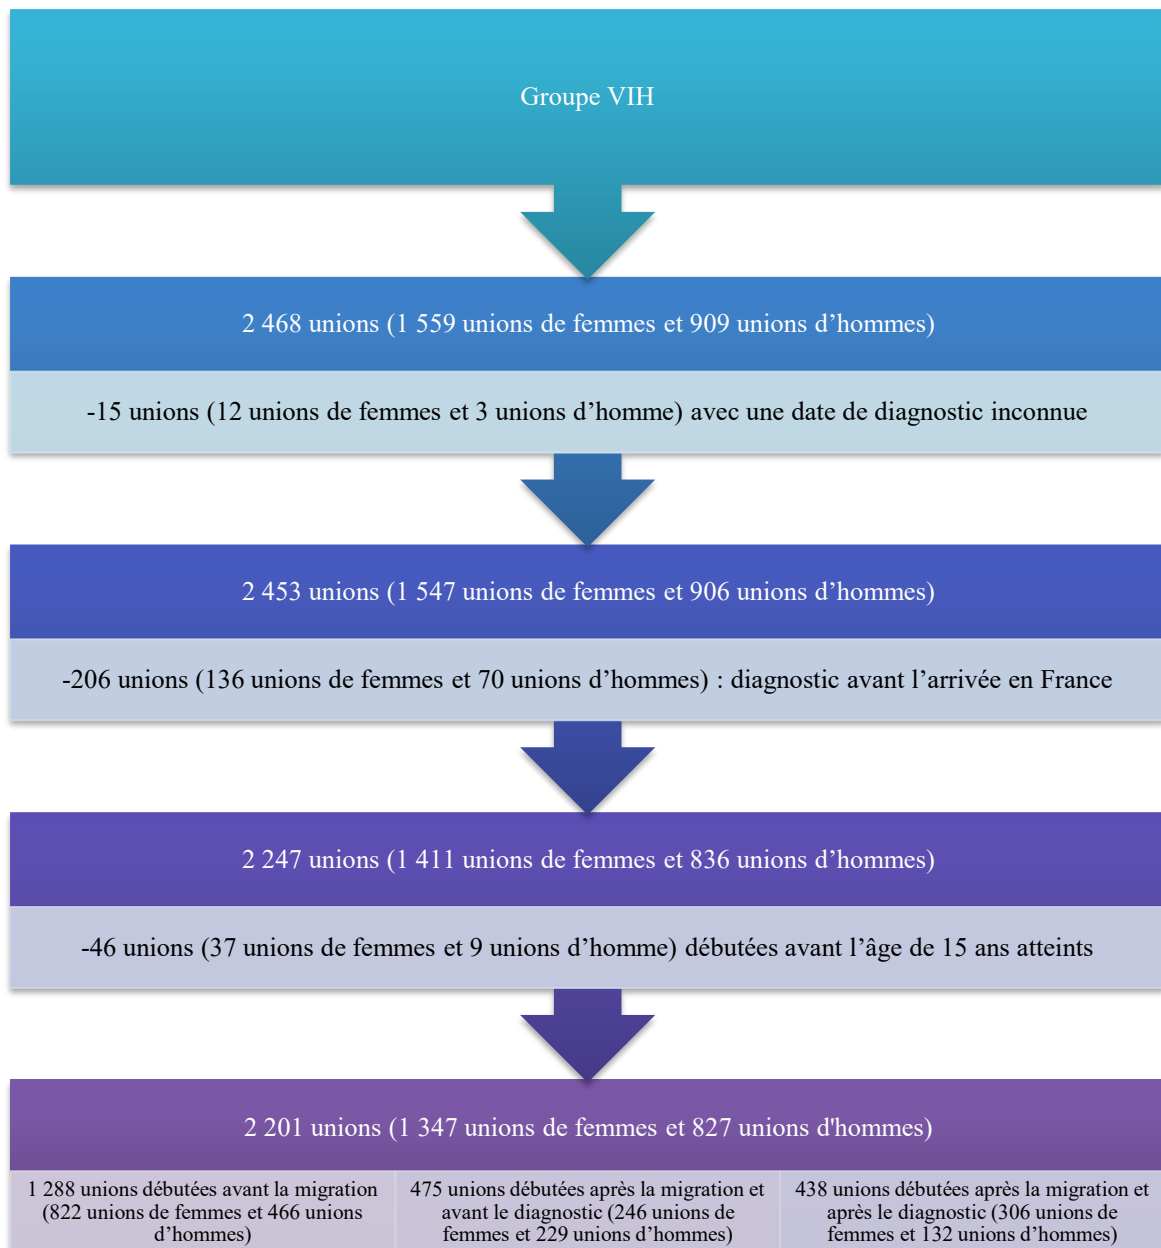 Groupe VIH
2 468 unions (1 559 unions de femmes et 909 unions d’hommes)
-15 unions (12 unions de femmes et 3 unions d’homme) avec une date de diagnostic inconnue
2 453 unions (1 547 unions de femmes et 906 unions d’hommes)
-206 unions (136 unions de femmes et 70 unions d’hommes) : diagnostic avant l’arrivée en France
2 247 unions (1 411 unions de femmes et 836 unions d’hommes)
-46 unions (37 unions de femmes et 9 unions d’homme) débutées avant l’âge de 15 ans atteints
2 201 unions (1 347 unions de femmes et 827 unions d'hommes)
1 288 unions débutées avant la migration
(822 unions de femmes et 466 unions
d’hommes)
475 unions débutées après la migration et
avant le diagnostic (246 unions de
femmes et 229 unions d’hommes)
438 unions débutées après la migration et
après le diagnostic (306 unions de
femmes et 132 unions d’hommes)